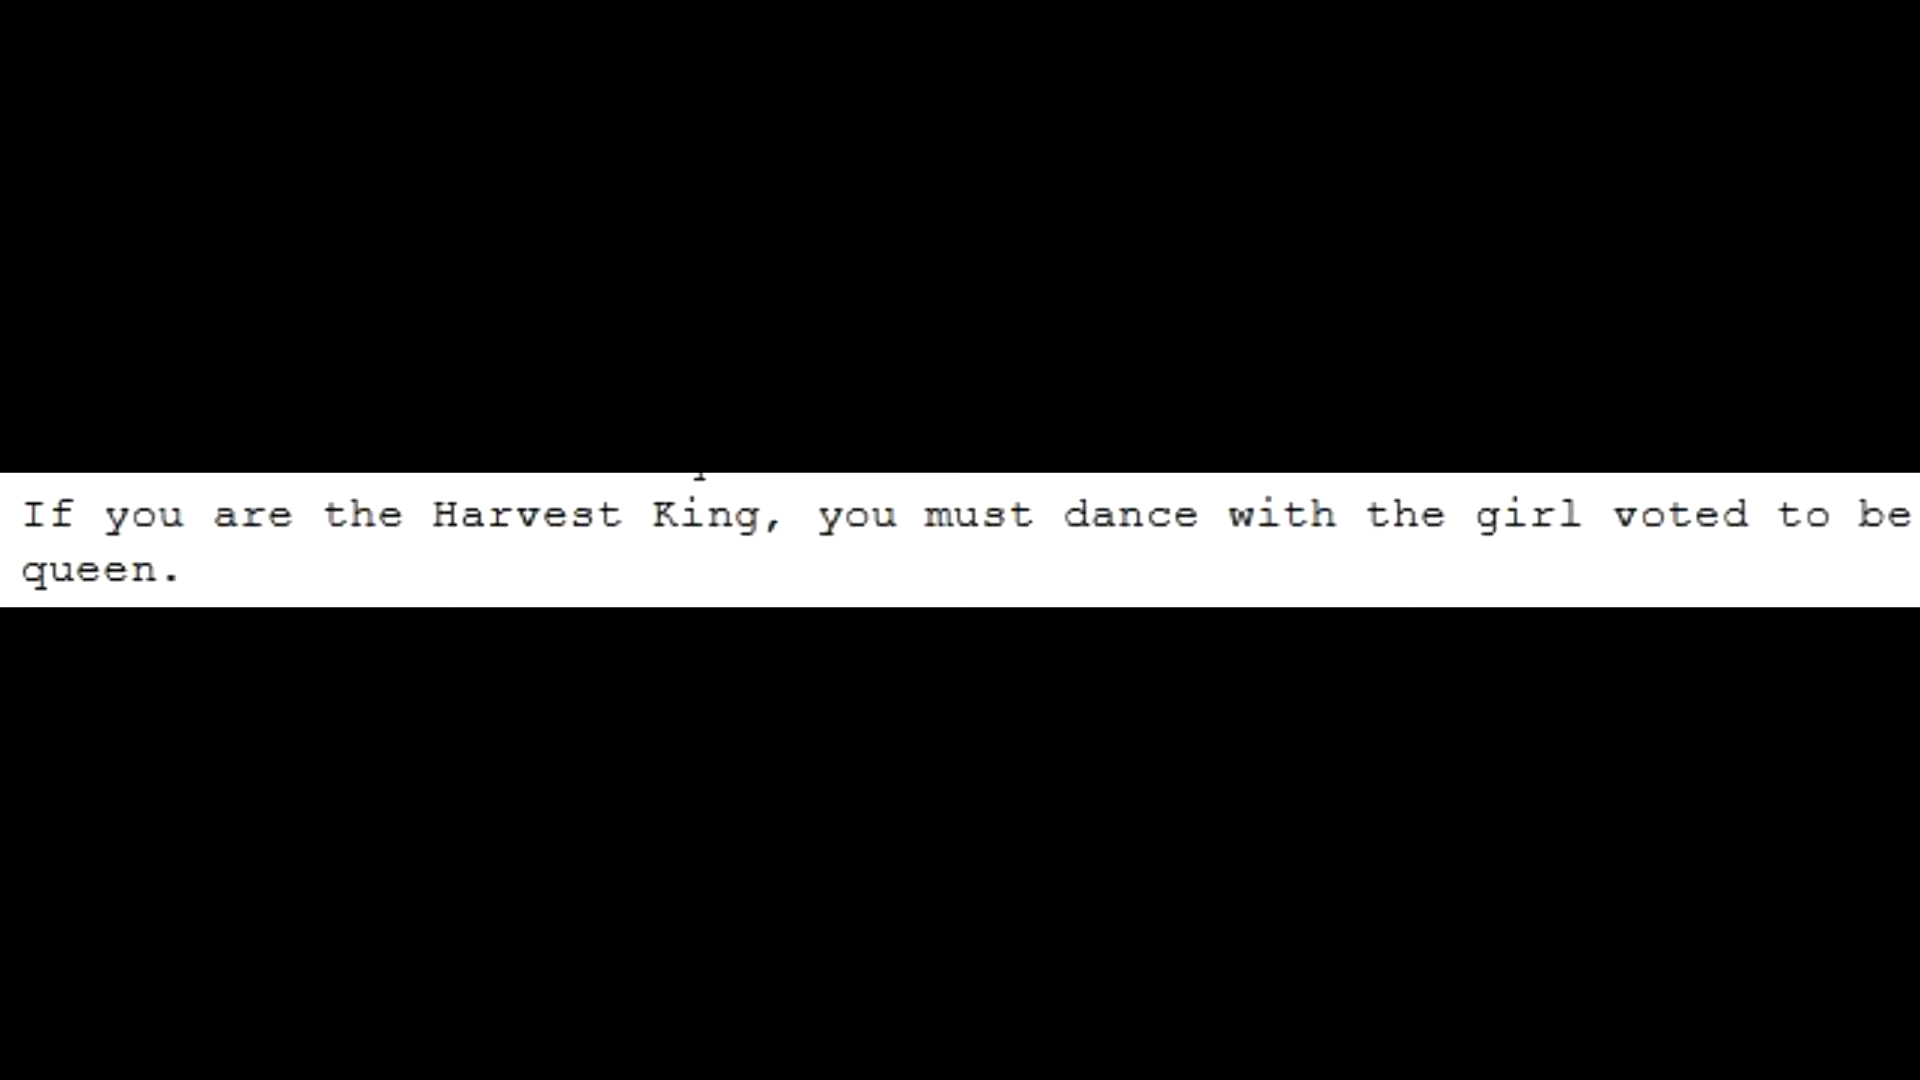 If you are the Harvest King, you must dance with the girl voted to be
queen.